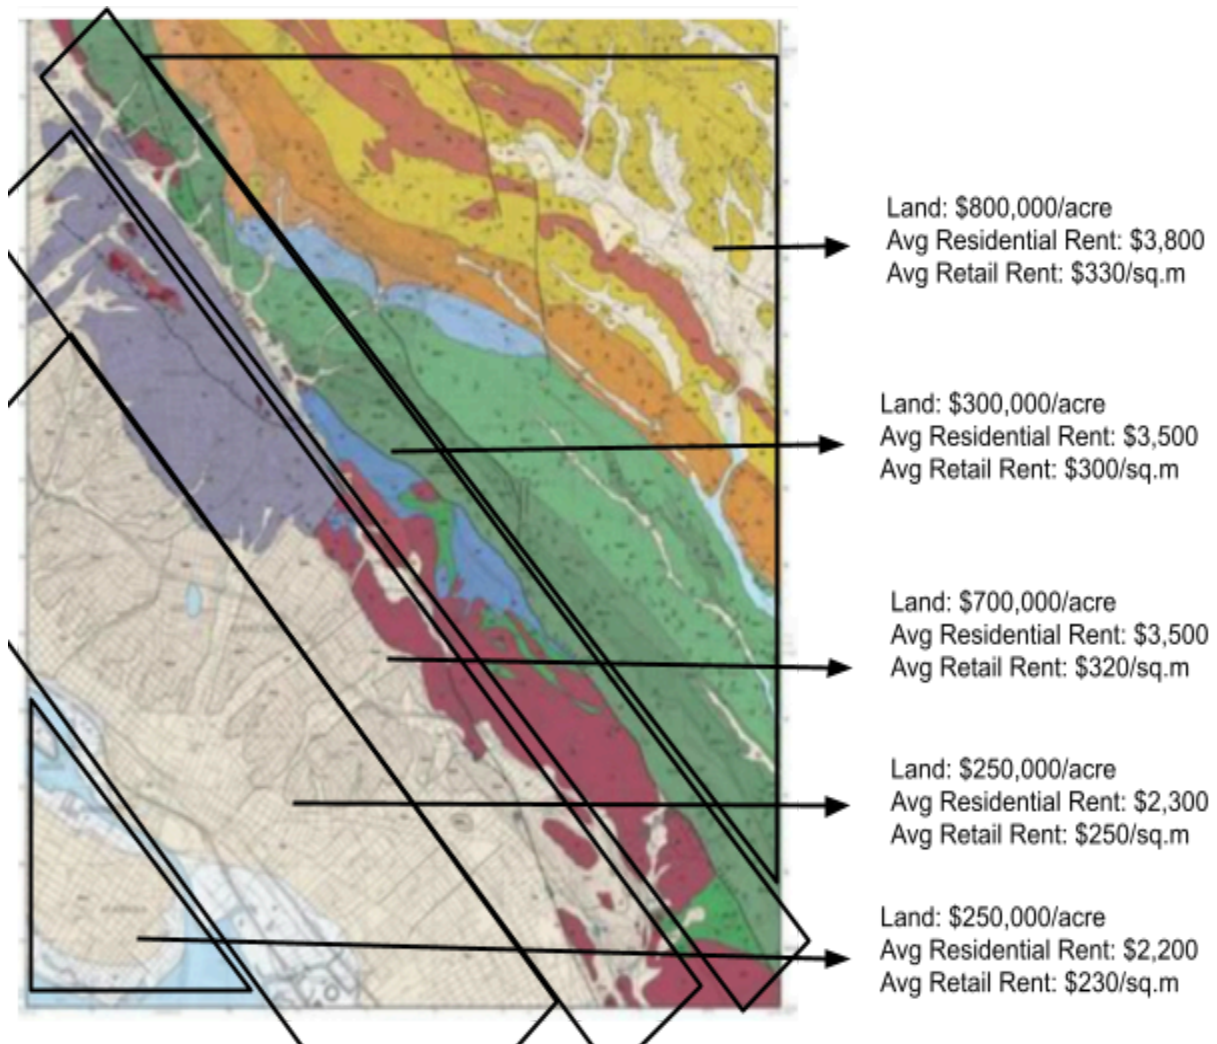 Land: $800,000/acre
Avg Residential Rent: $3,800
Avg Retail Rent: $330/sq.m
Land: $300,000/acre
Avg Residential Rent: $3,500
Avg Retail Rent: $300/sq.m
Land: $700,000/acre
Avg Residential Rent: $3,500
Avg Retail Rent: $320/sq.m
Land: $250,000/acre
Avg Residential Rent: $2,300
Avg Retail Rent: $250/sq.m
Land: $250,000/acre
Avg Residential Rent: $2,200
Avg Retail Rent: $230/sq.m